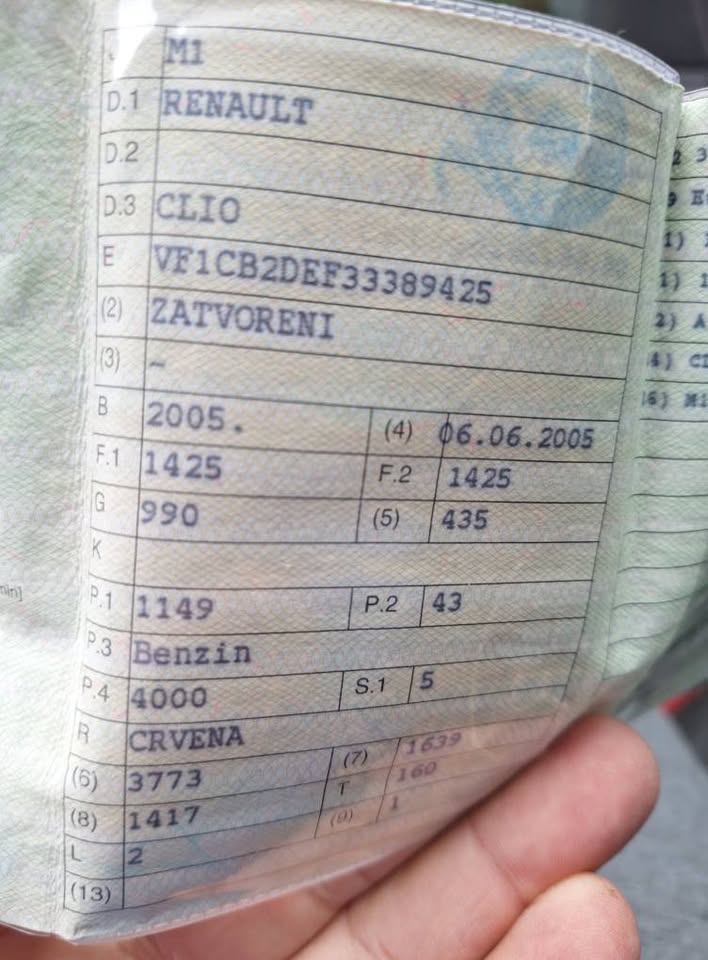 J M1
D.1 RENAULT
D.2
D.3 CLIO
E VF1CB2DEF33389425
(2) ZATVORENI
(3) ~
B 2005. (4) 06.06.2005
F.1 1425 F.2 1425
G 990 (5) 435
K
P.1 1149 P.2 43
P.3 Benzin
P.4 4000 S.1 5
R CRVENA
(6) 3773 (7) 1639
(8) 1417 T 160
L 2 (9) 1
(13)